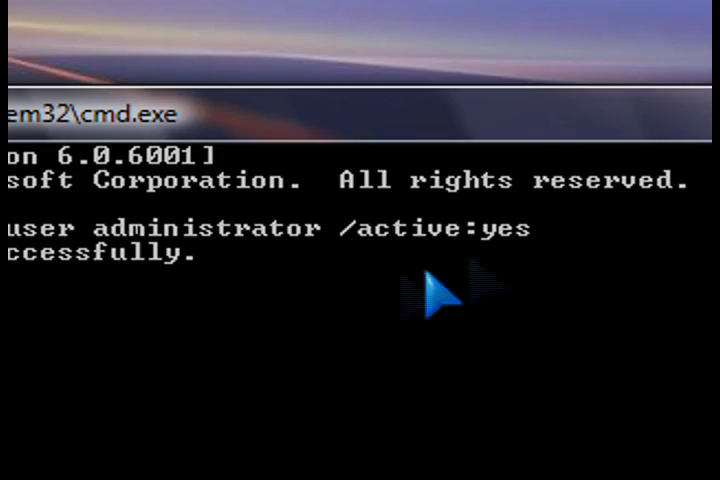 em32\cmd.exe
on 6.0.6001]
soft Corporation.  All rights reserved.
user administrator /active:yes
ccessfully.